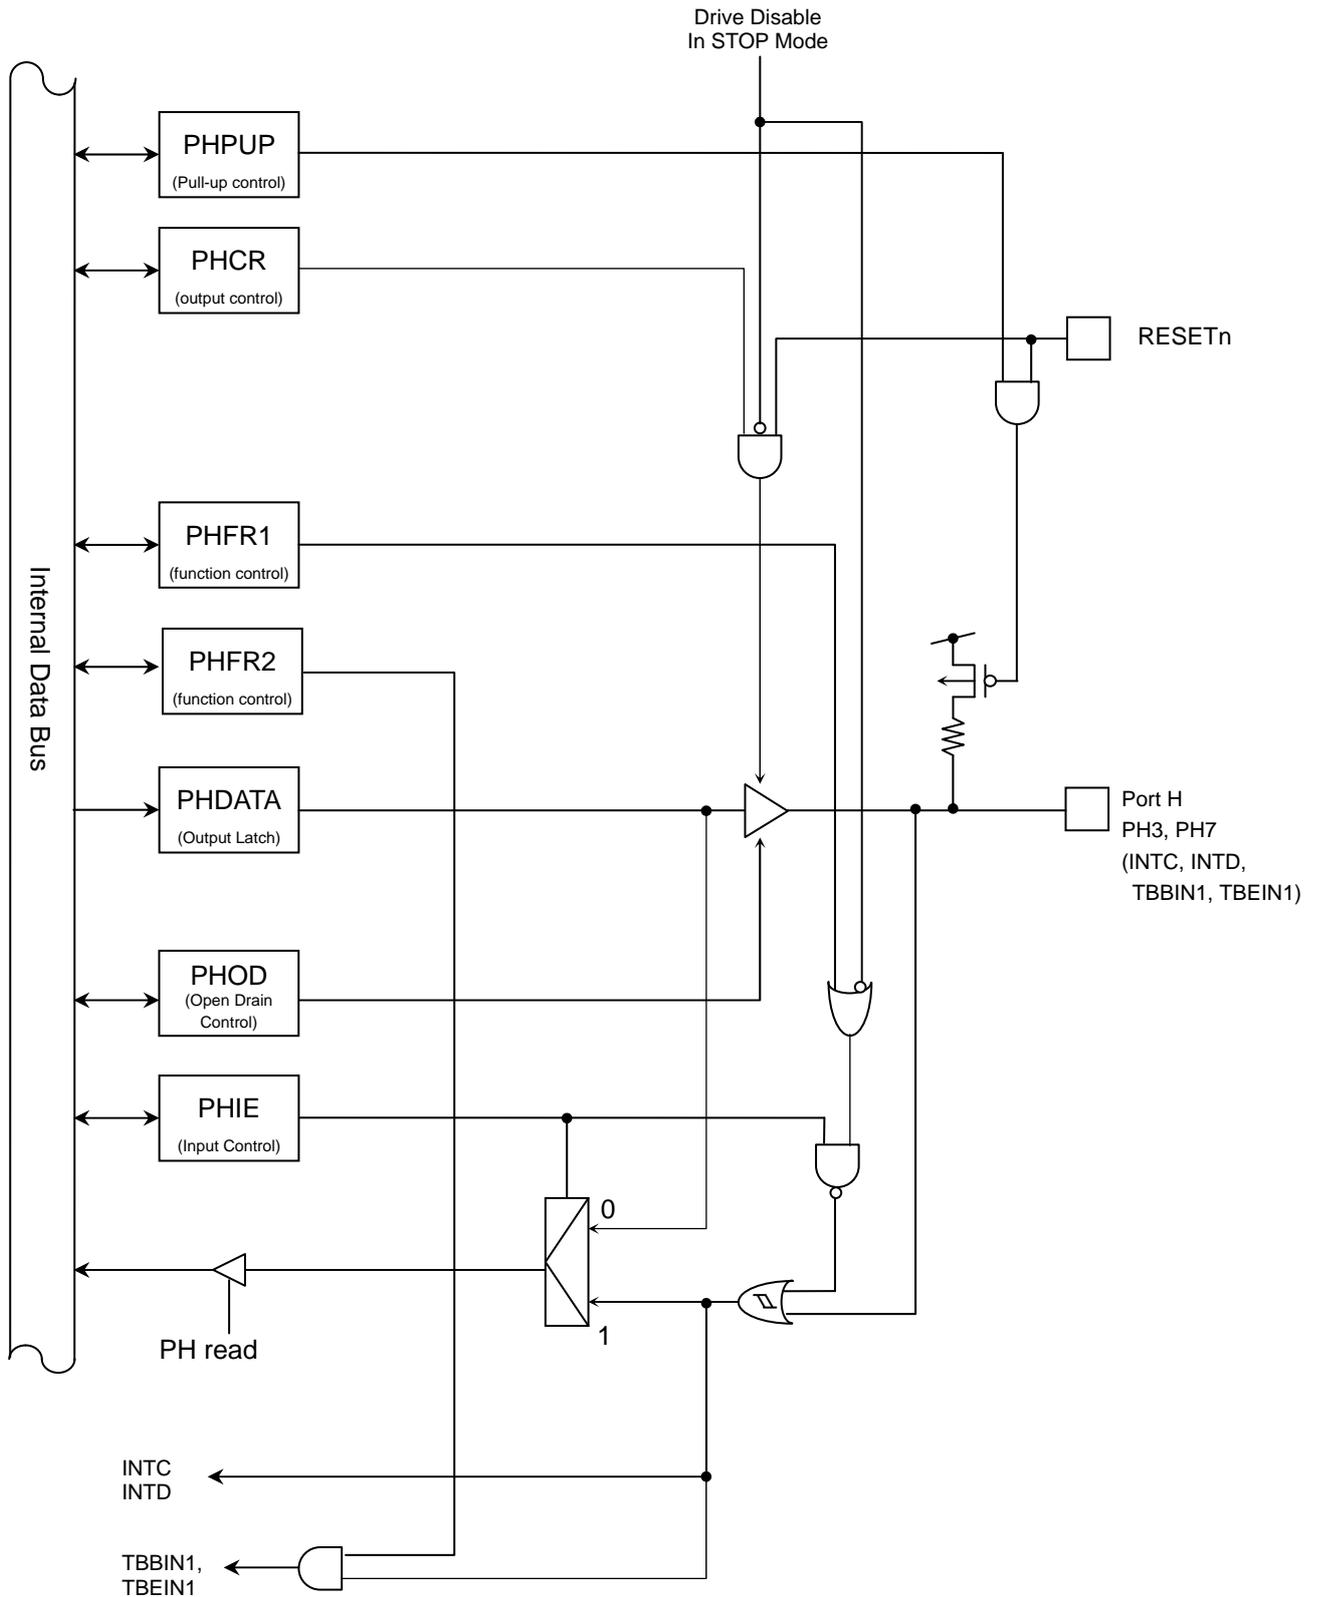 Drive Disable
In STOP Mode
PHPUP
(Pull-up control)
PHCR
(output control)
RESETn
PHFR1
(function control)
Internal Data Bus
PHFR2
(function control)
PHDATA
(Output Latch)
Port H
PH3, PH7
(INTC, INTD,
TBBIN1, TBEIN1)
PHOD
(Open Drain
Control)
PHIE
(Input Control)
0
1
PH read
INTC
INTD
TBBIN1,
TBEIN1